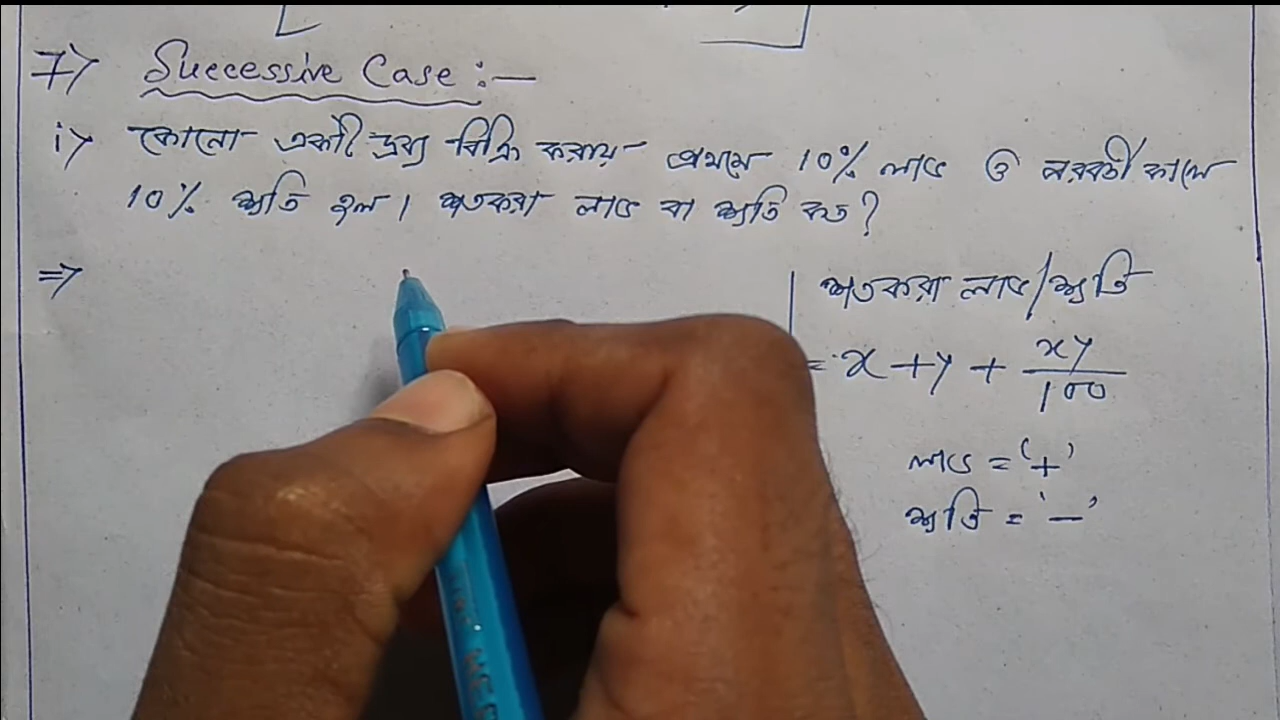 7) Successive Case :—
i) কোনো একটি দ্রব্য বিক্রি করায় প্রথমে 10% লাভ ও পরবর্তী কালে
10% ক্ষতি হল। শতকরা লাভ বা ক্ষতি কত?
⇒
শতকরা লাভ/ক্ষতি
= x + y + xy/100
লাভ = '+'
ক্ষতি = '—'